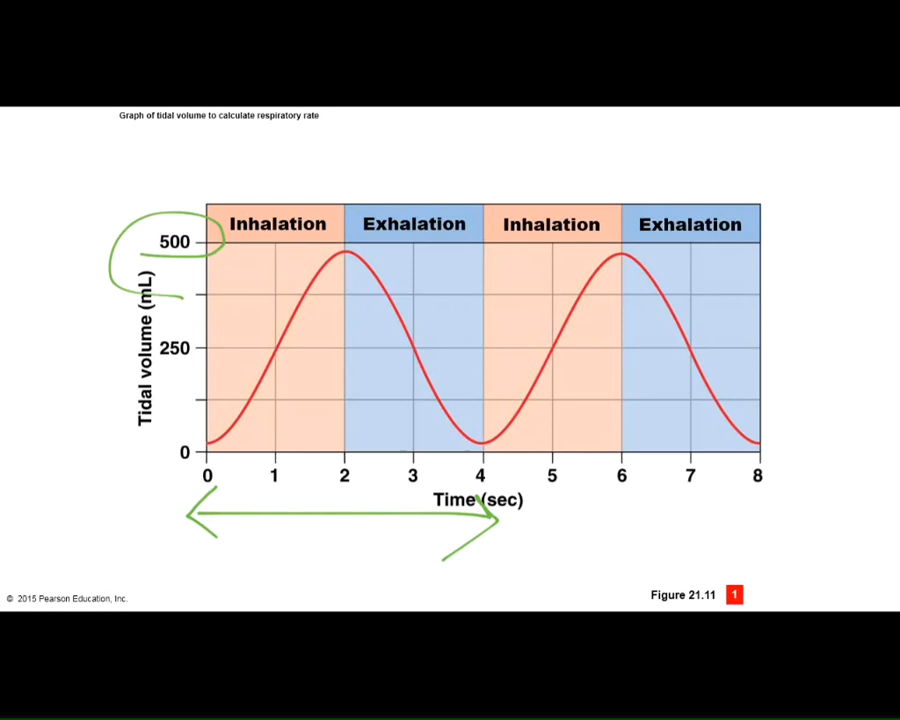 Graph of tidal volume to calculate respiratory rate
Inhalation Exhalation Inhalation Exhalation
500
250
0
Tidal volume (mL)
0 1 2 3 4 5 6 7 8
Time (sec)
© 2015 Pearson Education, Inc.
Figure 21.11 1